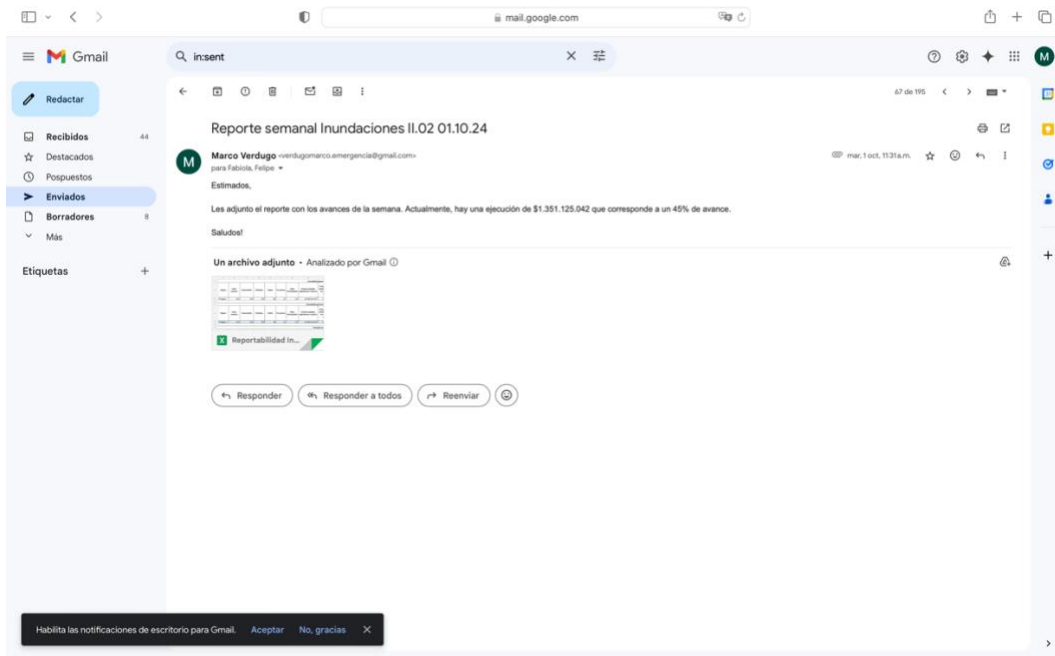 mail.google.com
Gmail
in:sent
M
Redactar
67 de 195
Recibidos 44
Destacados
Pospuestos
Enviados
Borradores 8
Más
Etiquetas
Reporte semanal Inundaciones II.02 01.10.24
M
Marco Verdugo <verdugomarco.emergencia@gmail.com>
mar, 1 oct, 11:31 a.m.
para Fabiola, Felipe
Estimados,
Les adjunto el reporte con los avances de la semana. Actualmente, hay una ejecución de $1.351.125.042 que corresponde a un 45% de avance.
Saludos!
Un archivo adjunto • Analizado por Gmail
X Reportabilidad In...
Responder
Responder a todos
Reenviar
Habilita las notificaciones de escritorio para Gmail. Aceptar No, gracias